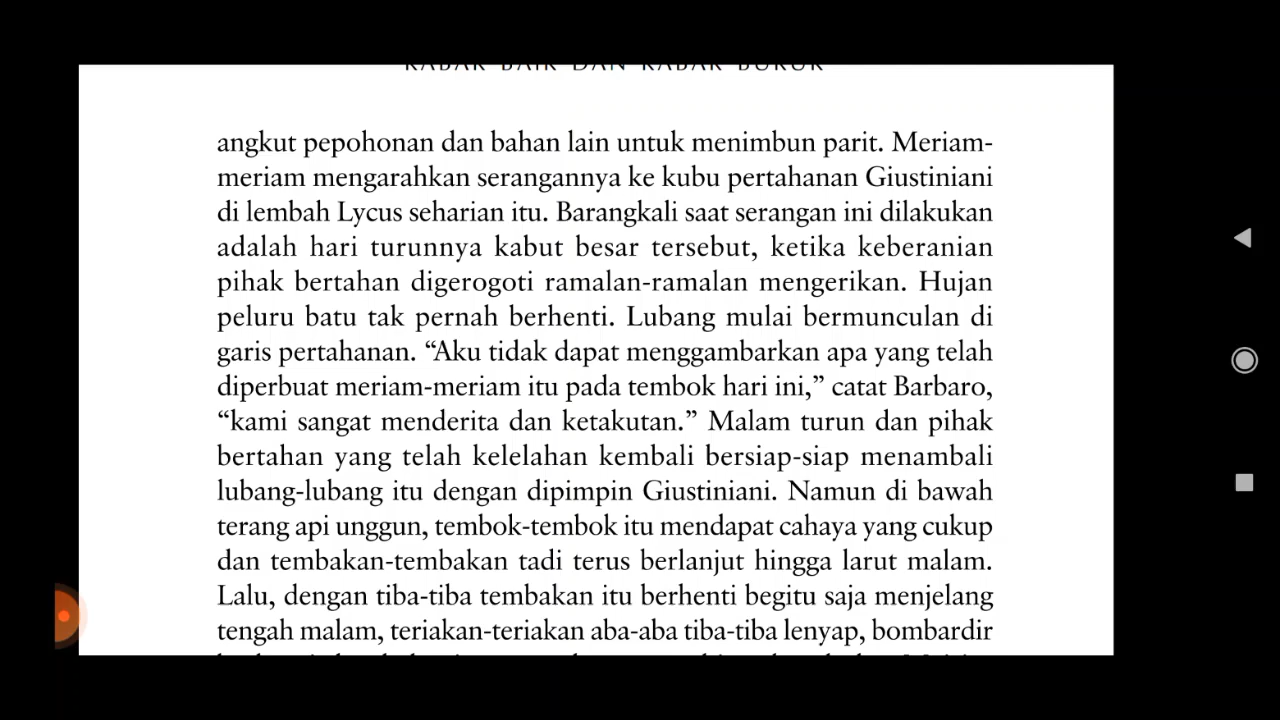 KABAR BAIK DAN KABAR BURUK
angkut pepohonan dan bahan lain untuk menimbun parit. Meriam-
meriam mengarahkan serangannya ke kubu pertahanan Giustiniani
di lembah Lycus seharian itu. Barangkali saat serangan ini dilakukan
adalah hari turunnya kabut besar tersebut, ketika keberanian
pihak bertahan digerogoti ramalan-ramalan mengerikan. Hujan
peluru batu tak pernah berhenti. Lubang mulai bermunculan di
garis pertahanan. “Aku tidak dapat menggambarkan apa yang telah
diperbuat meriam-meriam itu pada tembok hari ini,” catat Barbaro,
“kami sangat menderita dan ketakutan.” Malam turun dan pihak
bertahan yang telah kelelahan kembali bersiap-siap menambali
lubang-lubang itu dengan dipimpin Giustiniani. Namun di bawah
terang api unggun, tembok-tembok itu mendapat cahaya yang cukup
dan tembakan-tembakan tadi terus berlanjut hingga larut malam.
Lalu, dengan tiba-tiba tembakan itu berhenti begitu saja menjelang
tengah malam, teriakan-teriakan aba-aba tiba-tiba lenyap, bombardir